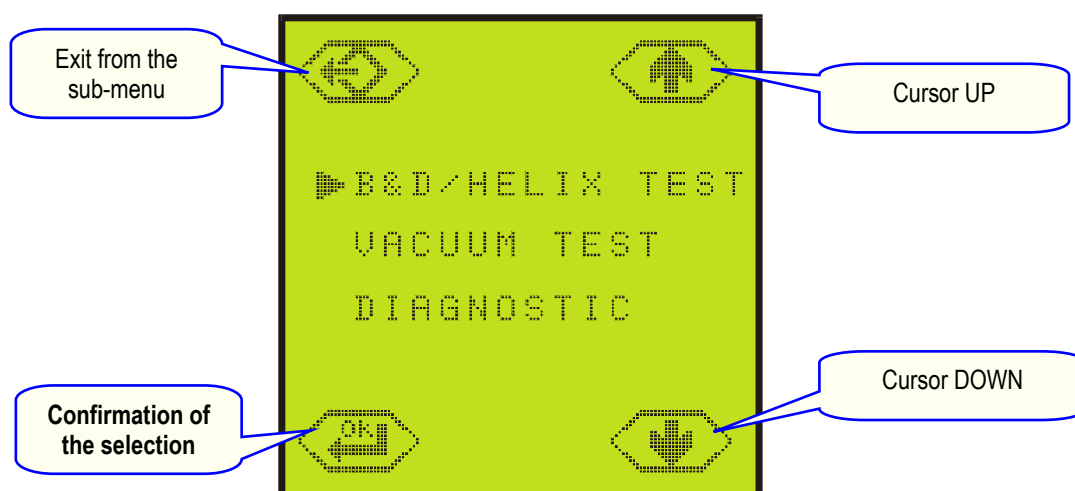 Exit from the
sub-menu
Cursor UP
B&D/HELIX TEST
VACUUM TEST
DIAGNOSTIC
Cursor DOWN
Confirmation of
the selection
Ok